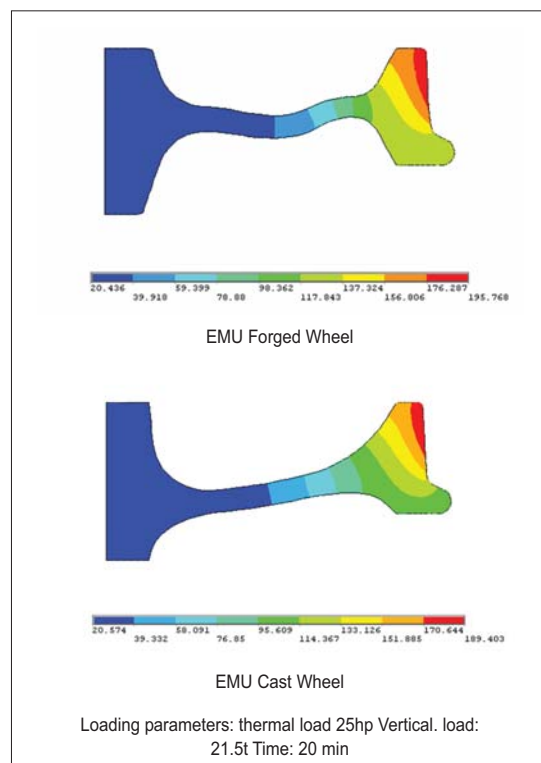 20.436 59.399 98.362 137.324 176.287
39.918 78.88 117.843 156.806 195.768
EMU Forged Wheel
20.574 58.091 95.609 133.126 170.644
39.332 76.85 114.367 151.885 189.403
EMU Cast Wheel
Loading parameters: thermal load 25hp Vertical. load:
21.5t Time: 20 min